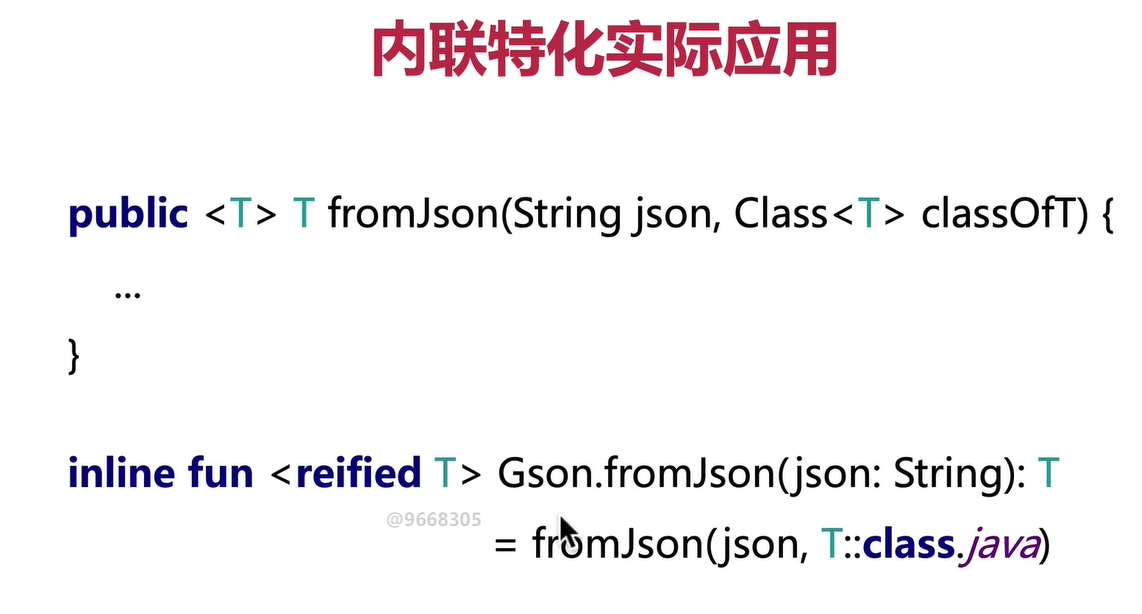 内联特化实际应用
public <T> T fromJson(String json, Class<T> classOfT) {
...
}
inline fun <reified T> Gson.fromJson(json: String): T
@9668305
= fromJson(json, T::class.java)